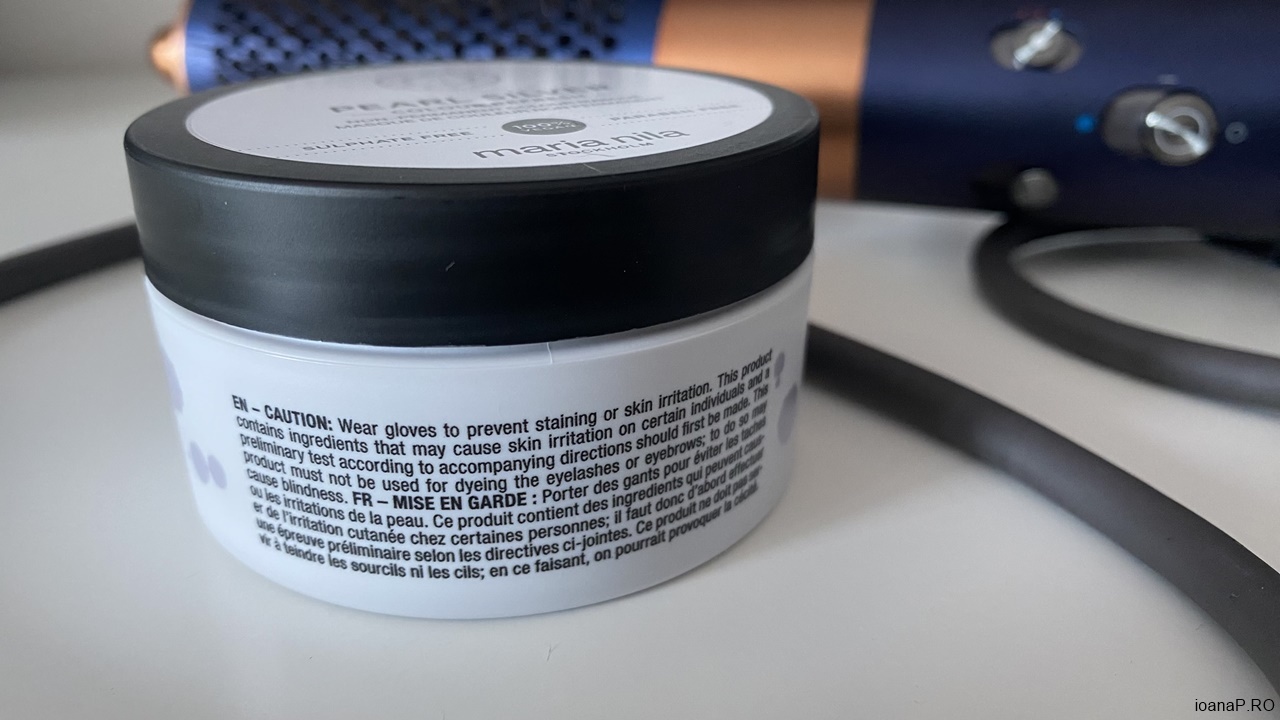 PEARL SILVER
SULPHATE FREE
100%
PARABEN FREE
maria nila
STOCKHOLM
EN – CAUTION: Wear gloves to prevent staining or skin irritation. This product
contains ingredients that may cause skin irritation on certain individuals and a
preliminary test according to accompanying directions should first be made. This
product must not be used for dyeing the eyelashes or eyebrows; to do so may
cause blindness. FR – MISE EN GARDE : Porter des gants pour éviter les taches
ou les irritations de la peau. Ce produit contient des ingredients qui peuvent caus-
er de l'irritation cutanée chez certaines personnes; il faut donc d'abord effectuer
une épreuve préliminaire selon les directives ci-jointes. Ce produit ne doit pas ser-
vir à teindre les sourcils ni les cils; en ce faisant, on pourrait provoquer la cécité.
ioanaP.RO